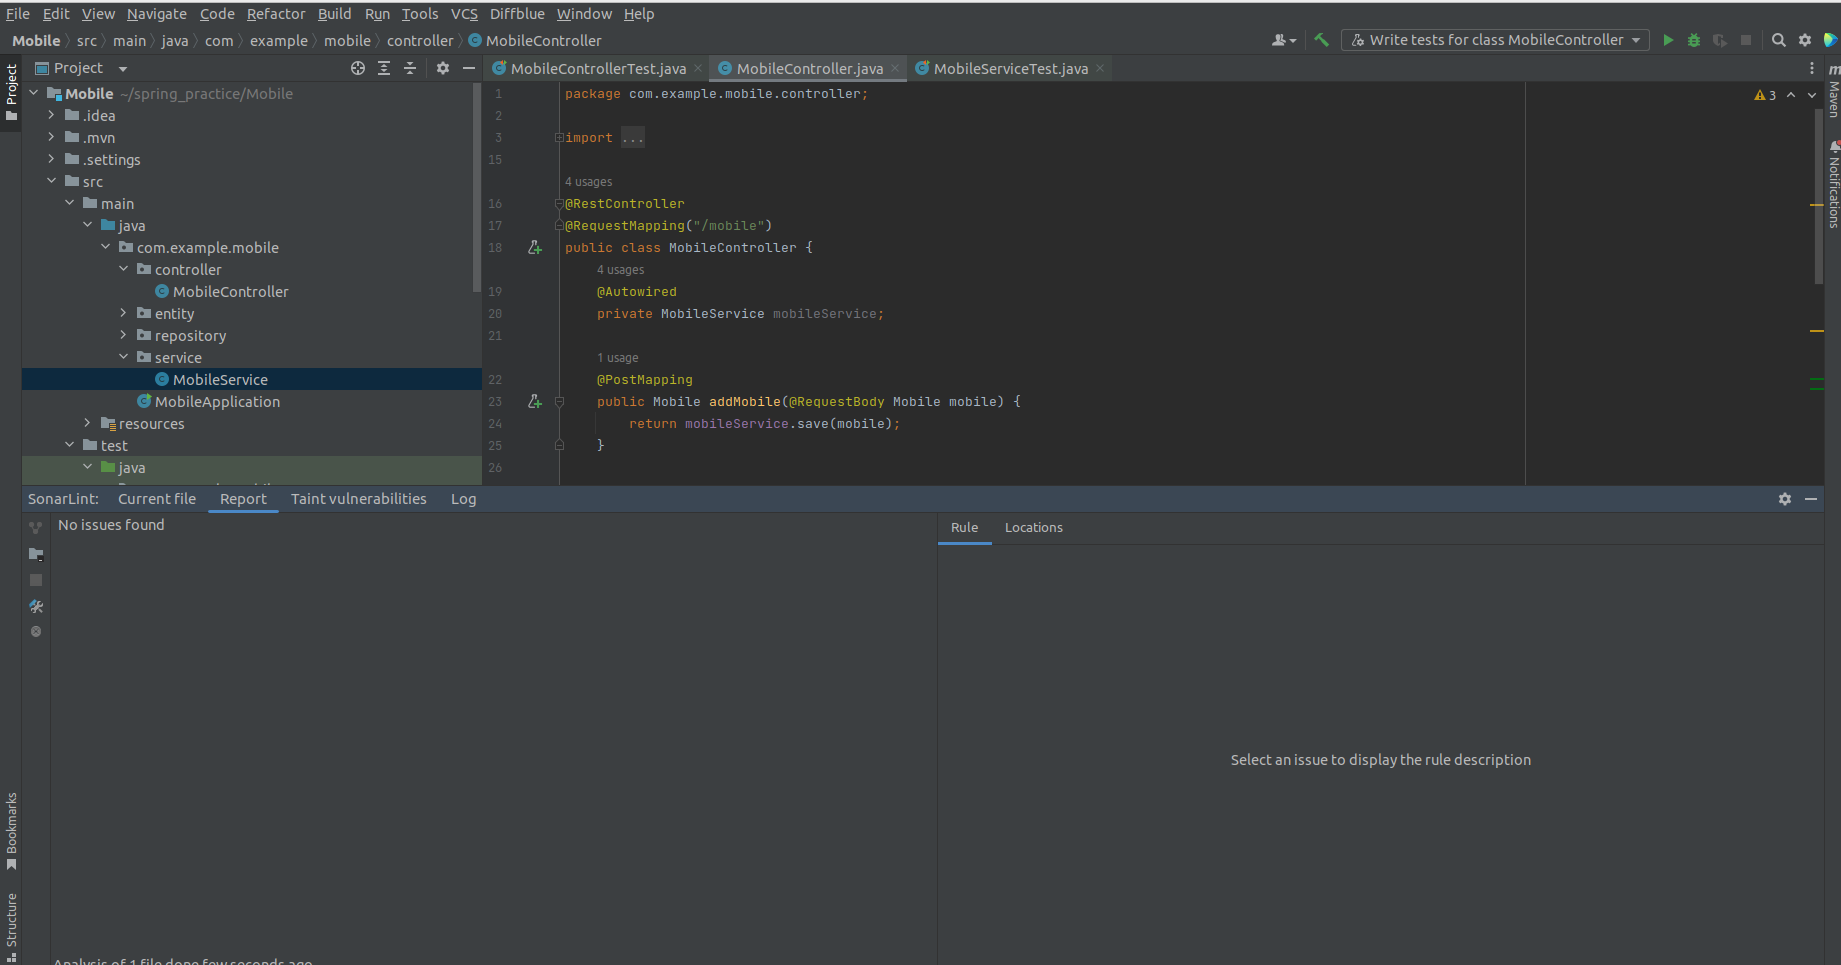 File Edit View Navigate Code Refactor Build Run Tools VCS Diffblue Window Help
Mobile src main java com example mobile controller MobileController
Write tests for class MobileController
Project
MobileControllerTest.java
MobileController.java
MobileServiceTest.java
Project
Bookmarks
Structure
Mobile ~/spring_practice/Mobile
.idea
.mvn
.settings
src
main
java
com.example.mobile
controller
MobileController
entity
repository
service
MobileService
MobileApplication
resources
test
java
1 package com.example.mobile.controller;
2
3 import ...
15
4 usages
16 @RestController
17 @RequestMapping("/mobile")
18 public class MobileController {
4 usages
19 @Autowired
20 private MobileService mobileService;
21
1 usage
22 @PostMapping
23 public Mobile addMobile(@RequestBody Mobile mobile) {
24 return mobileService.save(mobile);
25 }
26
3
Maven
Notifications
SonarLint: Current file Report Taint vulnerabilities Log
No issues found
Rule Locations
Select an issue to display the rule description
Analysis of 1 file done few seconds ago